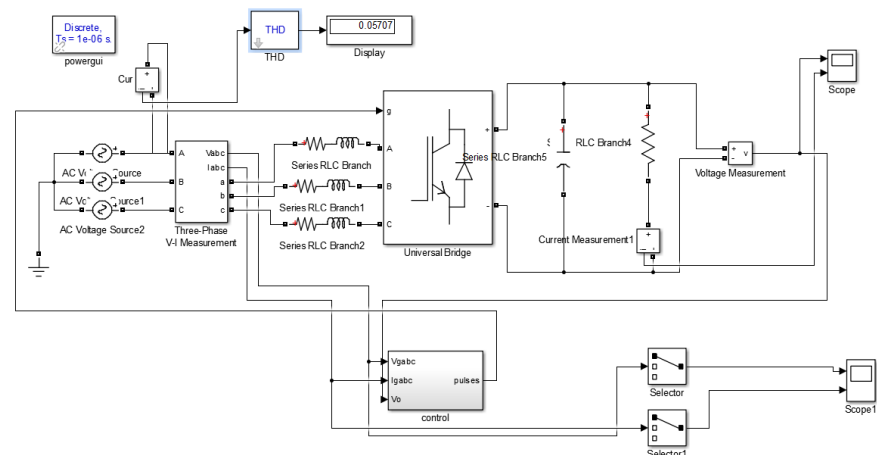 Discrete,
Ts = 1e-06 s.
powergui
THD
THD
0.05707
Display
Cur
+
-
Scope
g
A
B
C
+
-
A
B
C
Vabc
Iabc
a
b
c
Three-Phase
V-I Measurement
AC Voltage Source2
Series RLC Branch
Series RLC Branch1
Series RLC Branch2
Universal Bridge
Series RLC Branch5
RLC Branch4
+
-
v
Voltage Measurement
Current Measurement1
+
-
i
Vgabc
Igabc
Vo
pulses
control
Selector
Selector1
Scope1